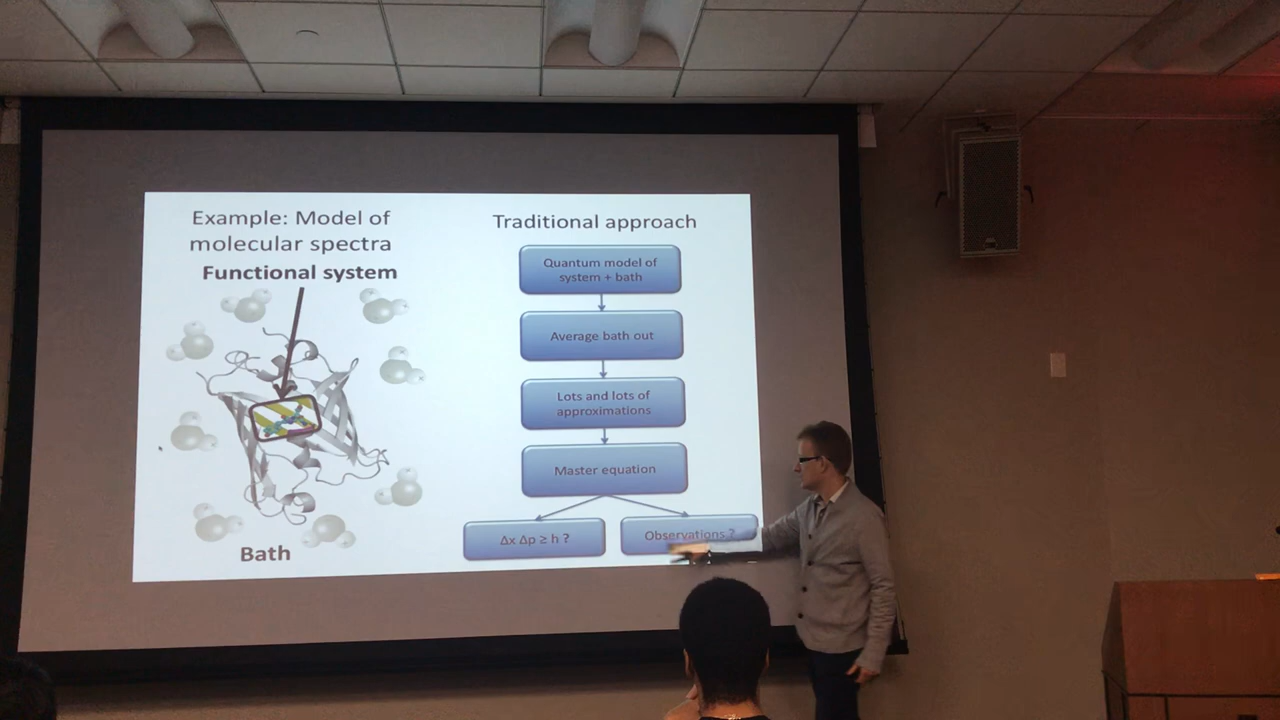 Example: Model of
molecular spectra
Functional system
Bath
Traditional approach
Quantum model of
system + bath
Average bath out
Lots and lots of
approximations
Master equation
Δx Δp ≥ h ?
Observations ?